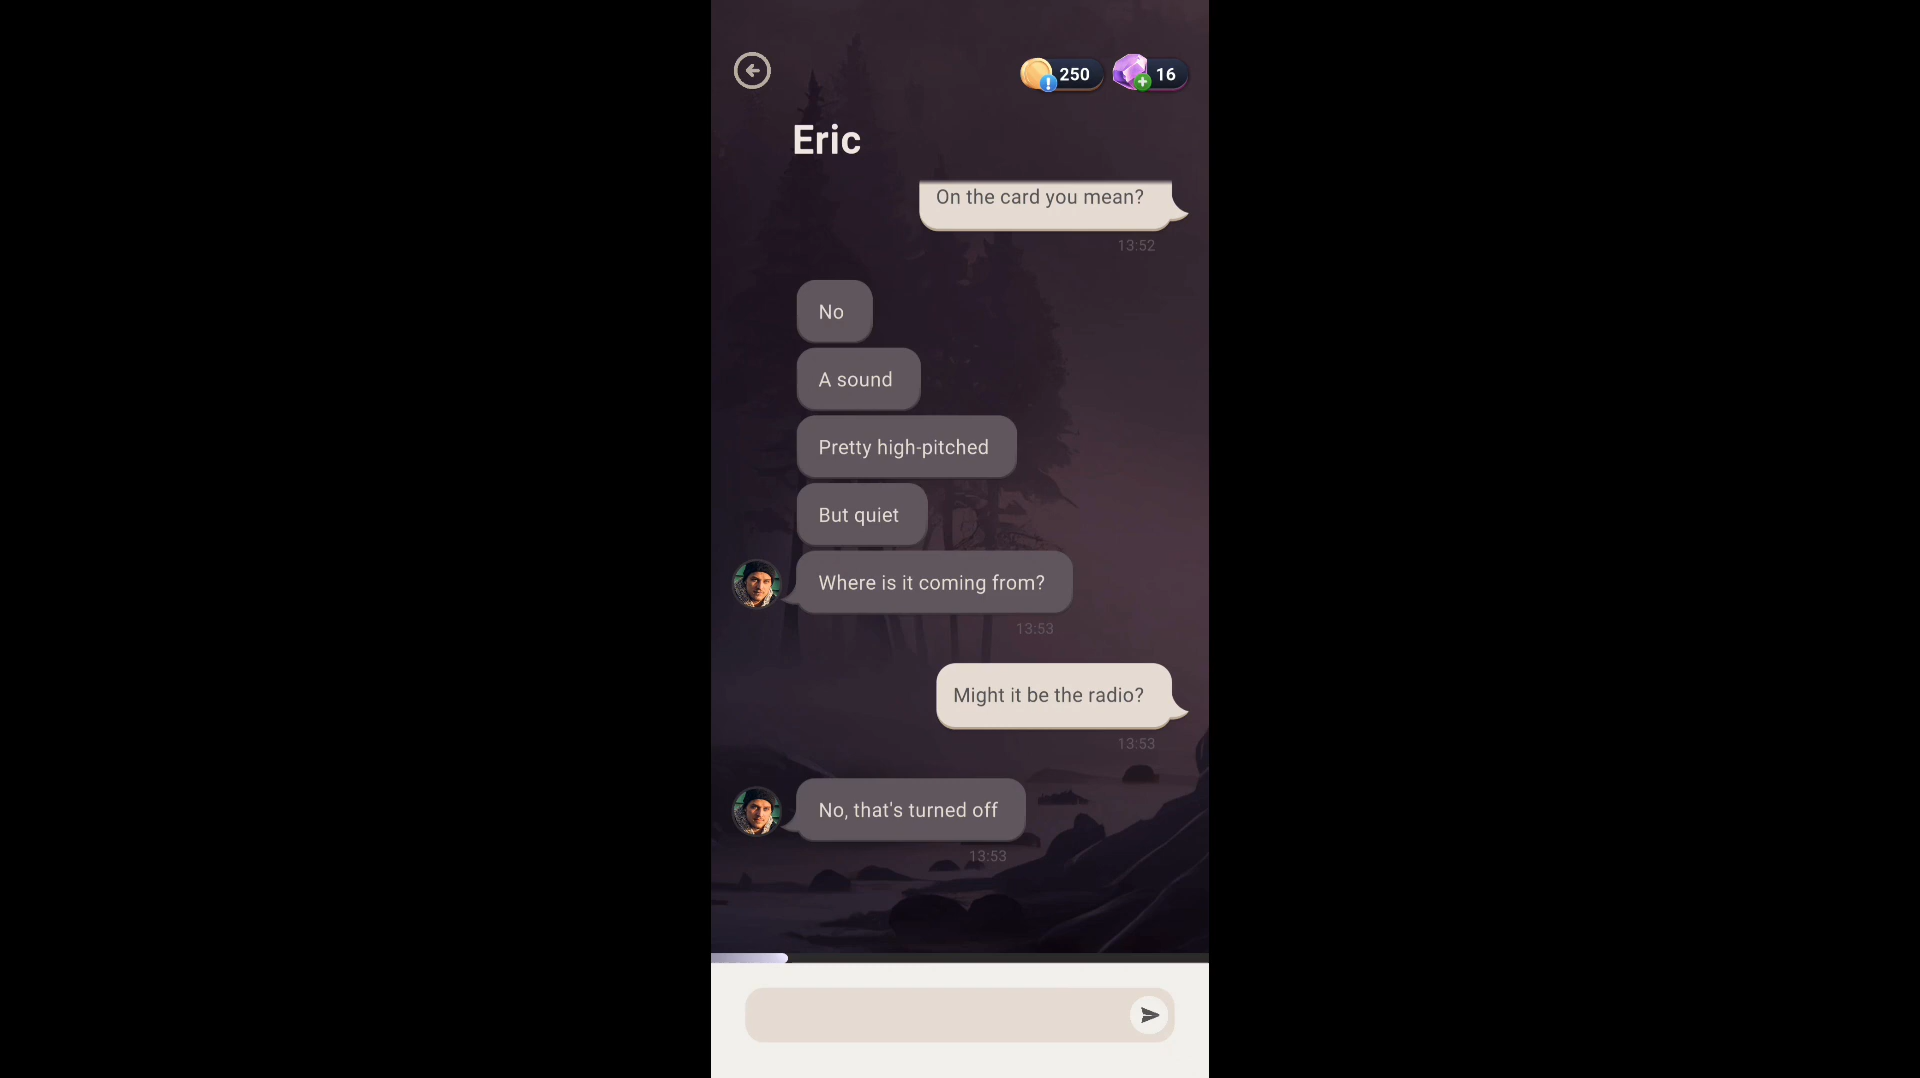 250
16
Eric
On the card you mean?
13:52
No
A sound
Pretty high-pitched
But quiet
Where is it coming from?
13:53
Might it be the radio?
13:53
No, that's turned off
13:53